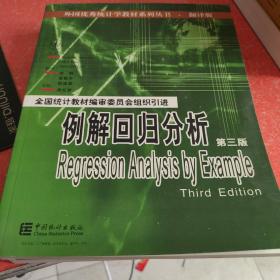 外国优秀统计学教材系列丛书·翻译版
全国统计教材编审委员会组织引进
例解回归分析
第三版
Regression Analysis by Example
Third Edition
中国统计出版社
China Statistics Press